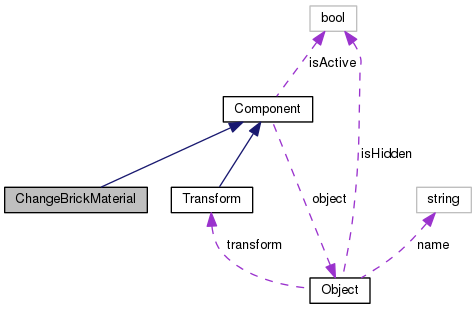 bool
isActive
Component
isHidden
ChangeBrickMaterial
Transform
object
string
transform
name
Object